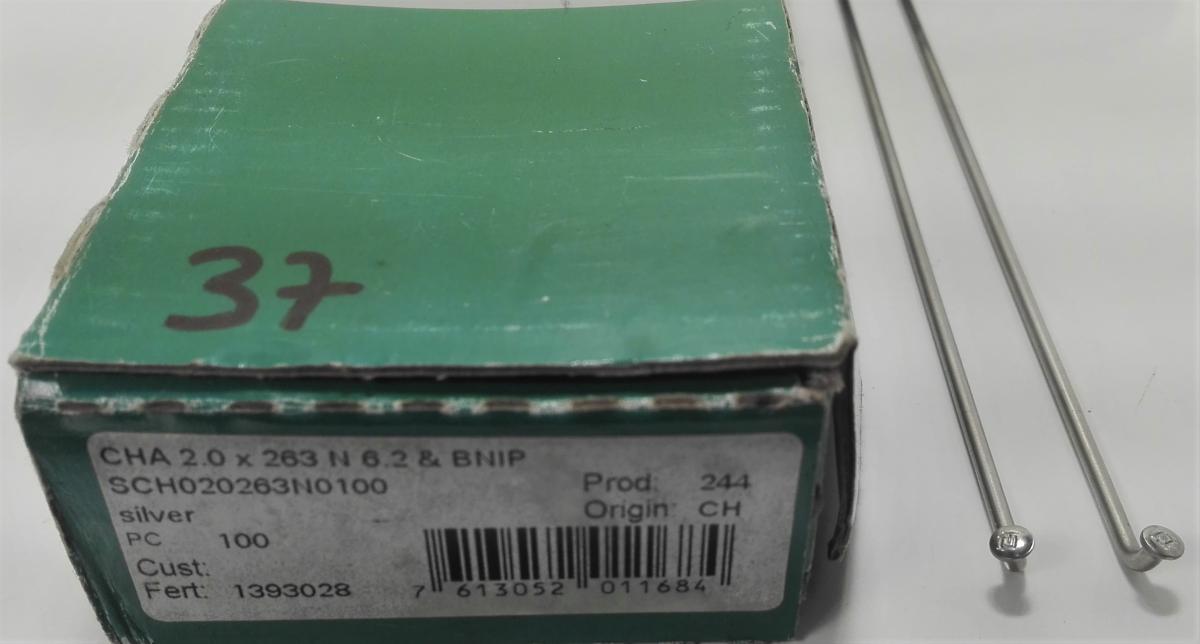 37
CHA 2.0 x 263 N 6.2 & BNIP
SCH020263N0100
silver
PC 100
Cust:
Fert: 1393028
Prod: 244
Origin: CH
7 613052 011684